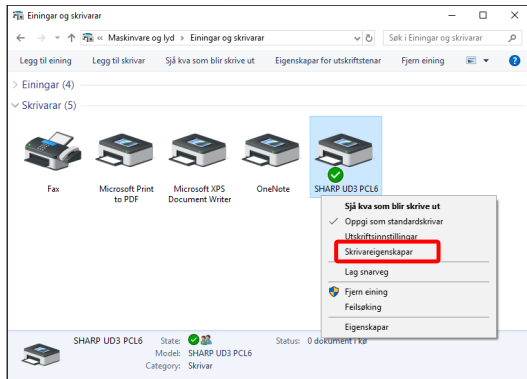 Einingar og skrivarar
« Maskinvare og lyd › Einingar og skrivarar
Søk i Einingar og skrivarar
Legg til eining Legg til skrivar Sjå kva som blir skrive ut Eigenskapar for utskriftstenar Fjern eining
Einingar (4)
Skrivarar (5)
Fax
Microsoft Print to PDF
Microsoft XPS Document Writer
OneNote
SHARP UD3 PCL6
Sjå kva som blir skrive ut
Oppgi som standardskrivar
Utskriftsinnstillingar
Skrivareigenskapar
Lag snarveg
Fjern eining
Feilsøking
Eigenskapar
SHARP UD3 PCL6 State: Status: 0 dokument i kø
Model: SHARP UD3 PCL6
Category: Skrivar